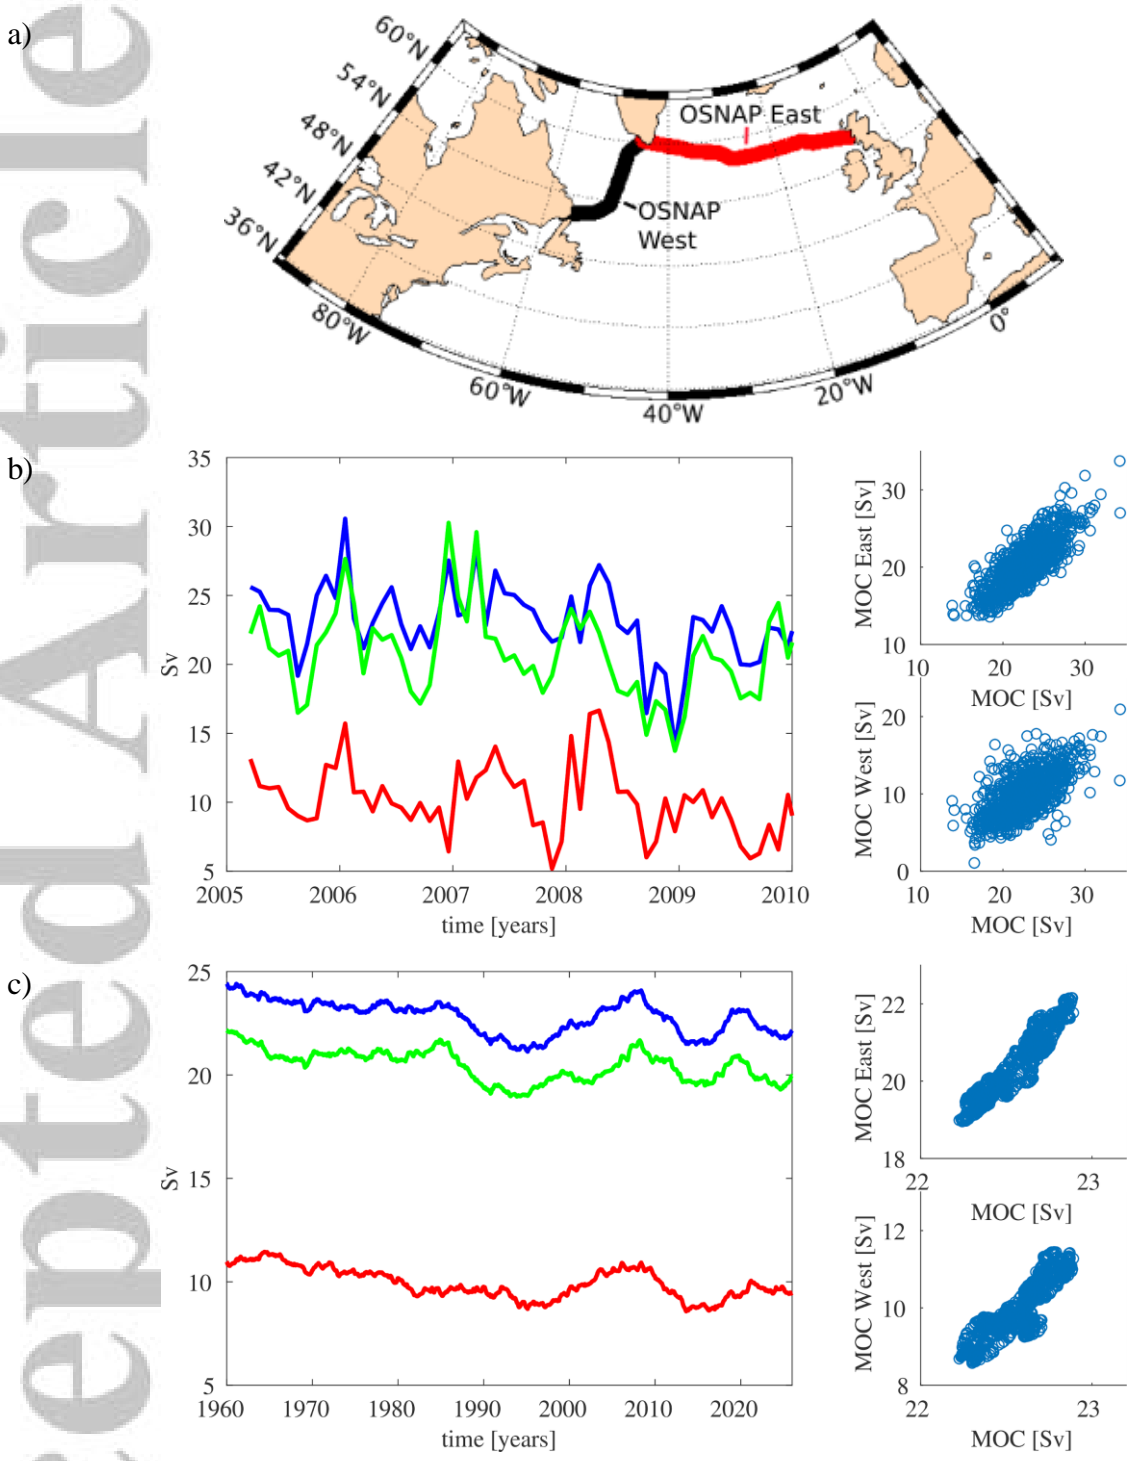 Accepted Article
a)
60°N
54°N
48°N
42°N
36°N
80°W
60°W
40°W
20°W
0°
OSNAP East
OSNAP
West
b)
35
30
25
20
15
10
5
Sv
2005
2006
2007
2008
2009
2010
time [years]
MOC East [Sv]
30
20
10
10
20
30
MOC [Sv]
MOC West [Sv]
20
10
0
10
20
30
MOC [Sv]
c)
25
20
15
10
5
Sv
1960
1970
1980
1990
2000
2010
2020
time [years]
MOC East [Sv]
22
20
18
22
23
MOC [Sv]
MOC West [Sv]
12
10
8
22
23
MOC [Sv]